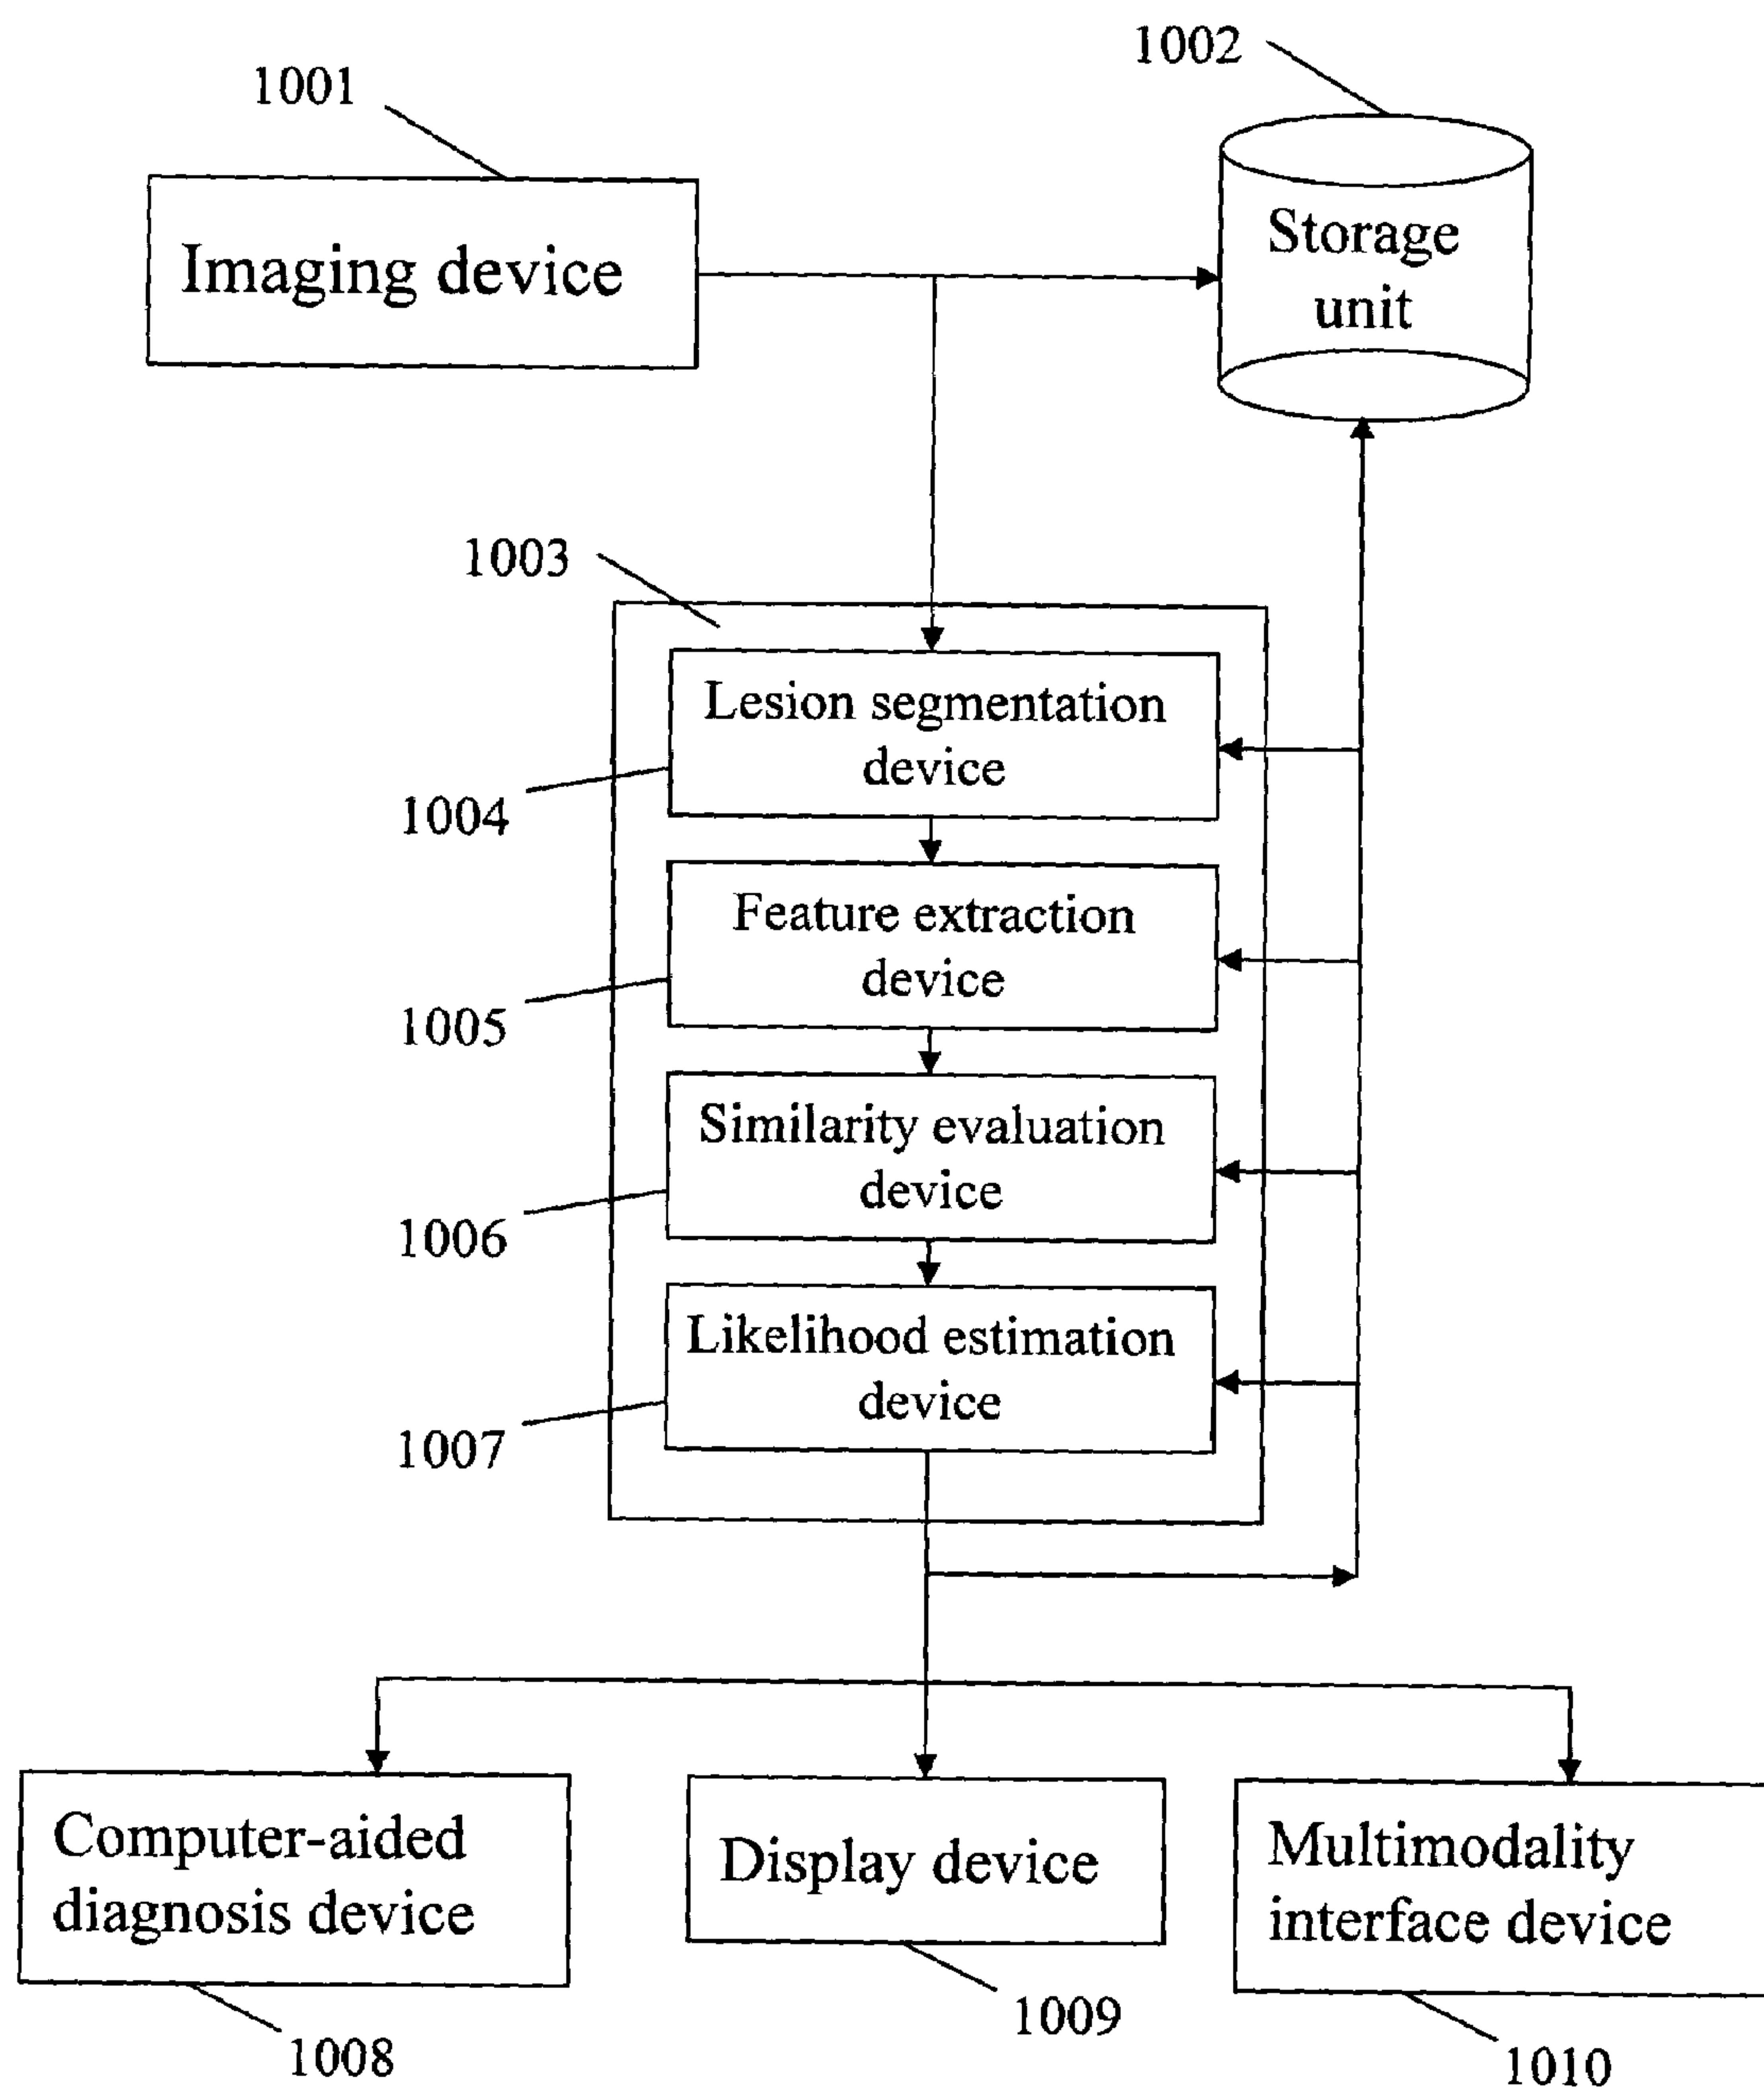 1002
1001
Imaging device
Storage
unit
1003
Lesion segmentation
device
1004
Feature extraction
device
1005
Similarity evaluation
device
1006
Likelihood estimation
device
1007
Computer-aided
diagnosis device
Display device
Multimodality
interface device
1008
1009
1010